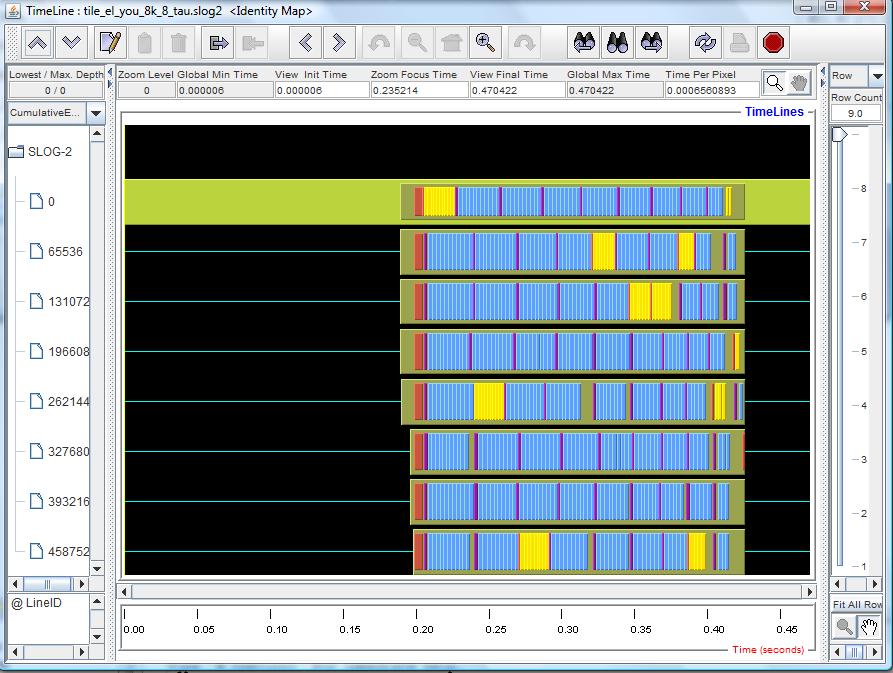 TimeLine : tile_el_you_8k_8_tau.slog2 <Identity Map>
Lowest / Max. Depth
Zoom Level
Global Min Time
View Init Time
Zoom Focus Time
View Final Time
Global Max Time
Time Per Pixel
Row
0 / 0
0
0.000006
0.000006
0.235214
0.470422
0.470422
0.0006560893
Row Count
9.0
CumulativeE...
TimeLines
SLOG-2
0
65536
131072
196608
262144
327680
393216
458752
8
7
6
5
4
3
2
1
@ LineID
Fit All Row
0.00
0.05
0.10
0.15
0.20
0.25
0.30
0.35
0.40
0.45
Time (seconds)